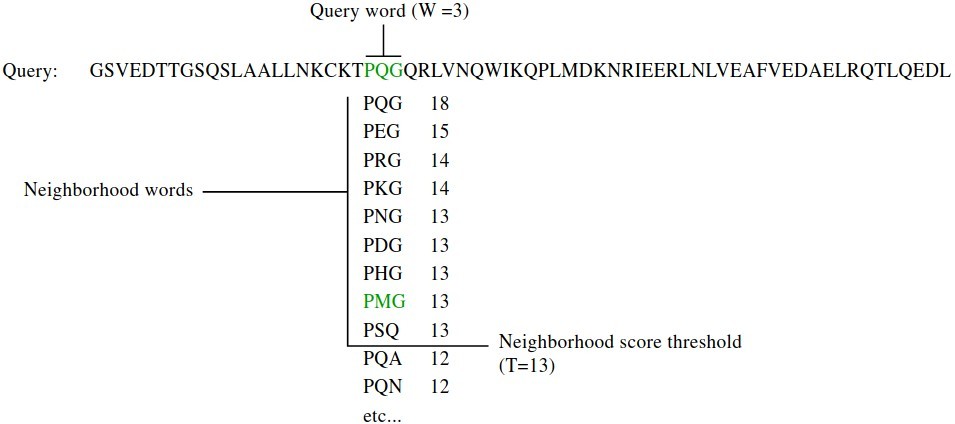 Query word (W =3)
Query: GSVEDTTGSQSLAALLNKCKTPQGQRLVNQWIKQPLMDKNRIEERLNLVEAFVEDAELRQTLQEDL
PQG 18
PEG 15
PRG 14
Neighborhood words PKG 14
PNG 13
PDG 13
PHG 13
PMG 13
PSQ 13
Neighborhood score threshold
(T=13)
PQA 12
PQN 12
etc...